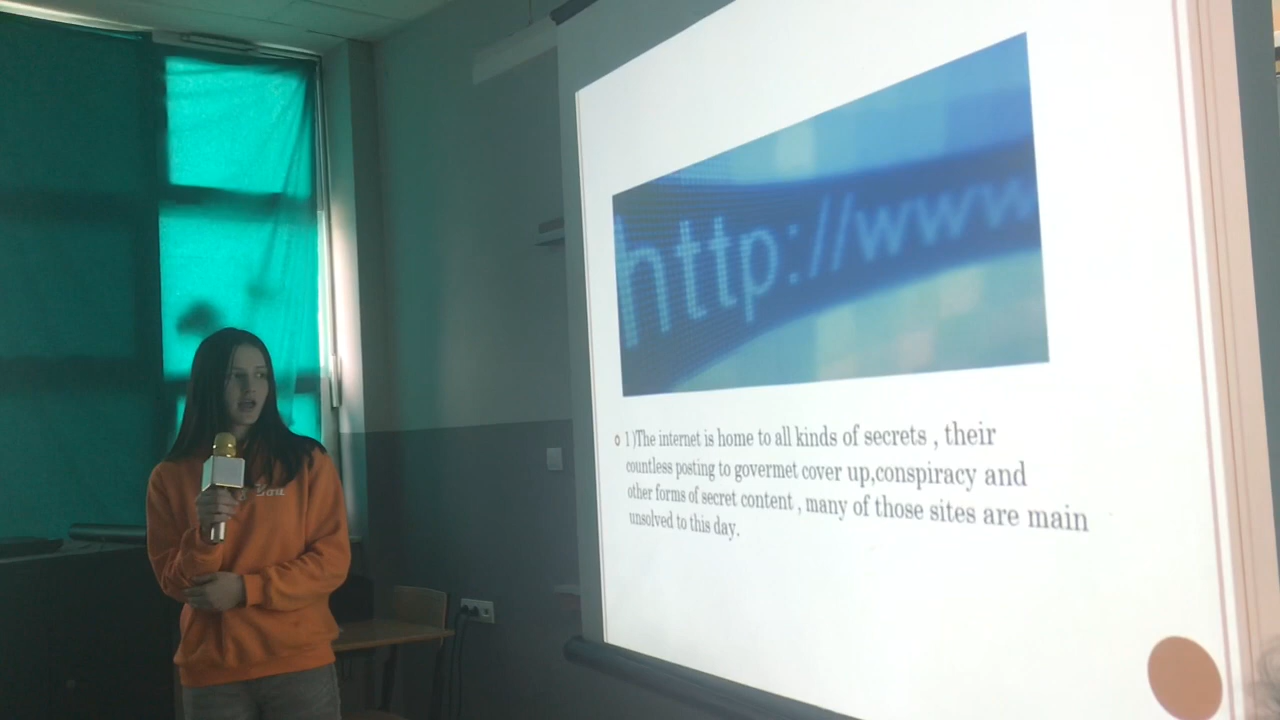 http://www
1)The internet is home to all kinds of secrets , their
countless posting to govermet cover up,conspiracy and
other forms of secret content , many of those sites are main
unsolved to this day.